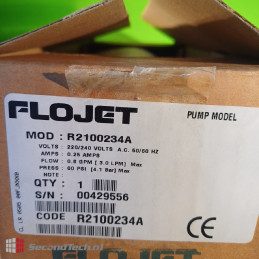 FLOJET
PUMP MODEL
MOD : R2100234A
VOLTS : 220/240 VOLTS A.C. 50/60 HZ
AMPS : 0.25 AMPS
FLOW : 0.8 GPM [ 3.0 LPM] Max
PRESS : 60 PSI [4.1 Bar] Max
NOTE :
QTY : 1
S/N : 00429556
CODE R2100234A
CE
SecondTech.nl